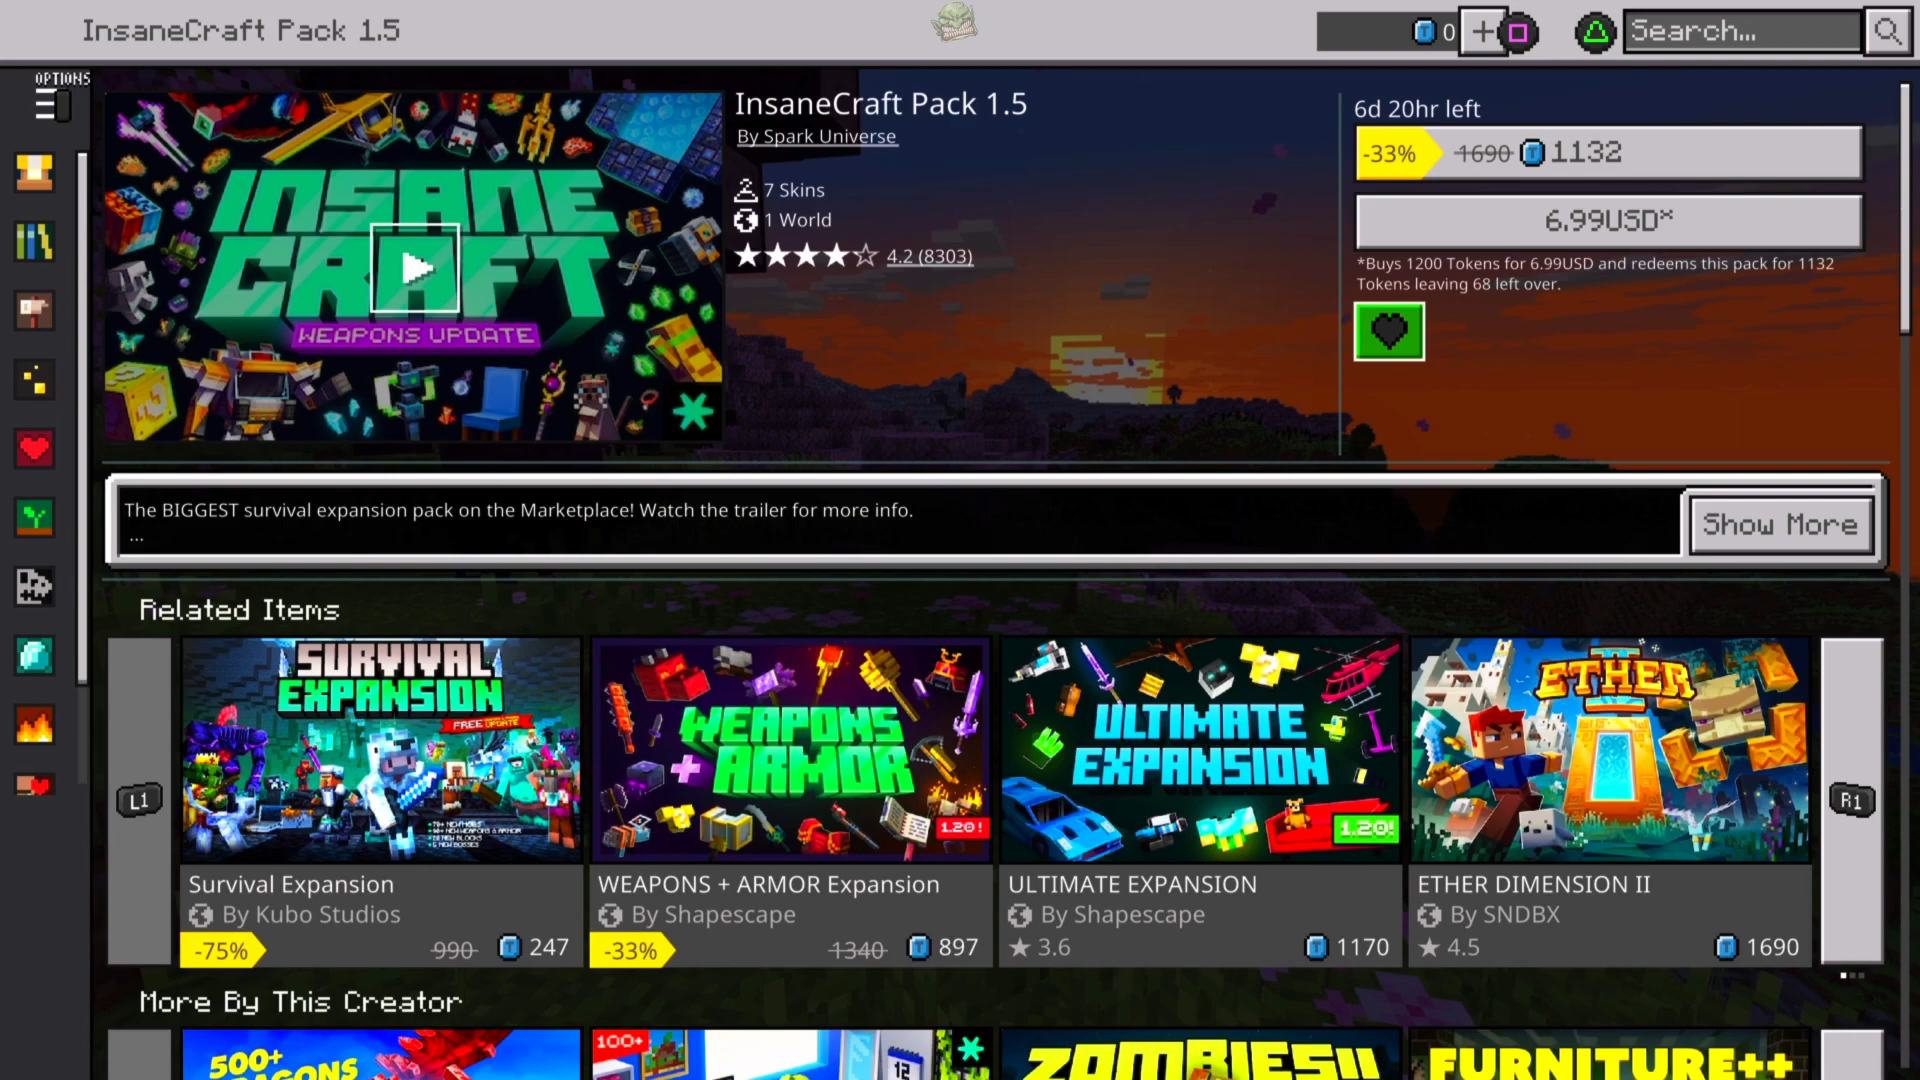 InsaneCraft Pack 1.5
0
Search...
OPTIONS
INSANE
CRAFT
WEAPONS UPDATE
InsaneCraft Pack 1.5
By Spark Universe
7 Skins
1 World
4.2 (8303)
6d 20hr left
-33% 1690 1132
6.99USD*
*Buys 1200 Tokens for 6.99USD and redeems this pack for 1132
Tokens leaving 68 left over.
The BIGGEST survival expansion pack on the Marketplace! Watch the trailer for more info.
...
Show More
Related Items
L1
SURVIVAL
EXPANSION
FREE UPDATE
Survival Expansion
By Kubo Studios
-75% 990 247
WEAPONS
+ ARMOR
1.20!
WEAPONS + ARMOR Expansion
By Shapescape
-33% 1340 897
ULTIMATE
EXPANSION
1.20!
ULTIMATE EXPANSION
By Shapescape
3.6 1170
ETHER
II
ETHER DIMENSION II
By SNDBX
4.5 1690
R1
More By This Creator
500+
DRAGONS
100+
12
ZOMBIES!!
FURNITURE++